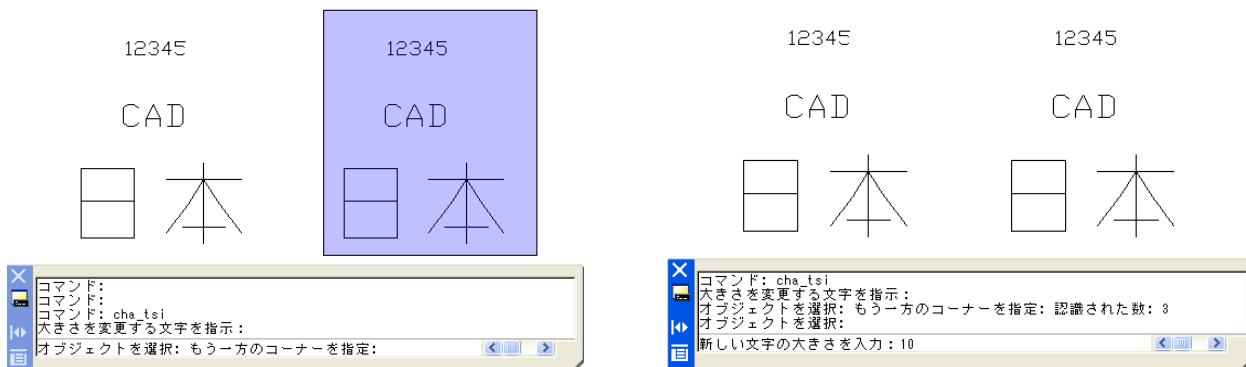 12345
12345
CAD
CAD
日本
日本
コマンド:
コマンド:
コマンド: cha_tsi
大きさを変更する文字を指示:
オブジェクトを選択: もう一方のコーナーを指定:
12345
12345
CAD
CAD
日本
日本
コマンド: cha_tsi
大きさを変更する文字を指示:
オブジェクトを選択: もう一方のコーナーを指定: 認識された数: 3
オブジェクトを選択:
新しい文字の大きさを入力:10